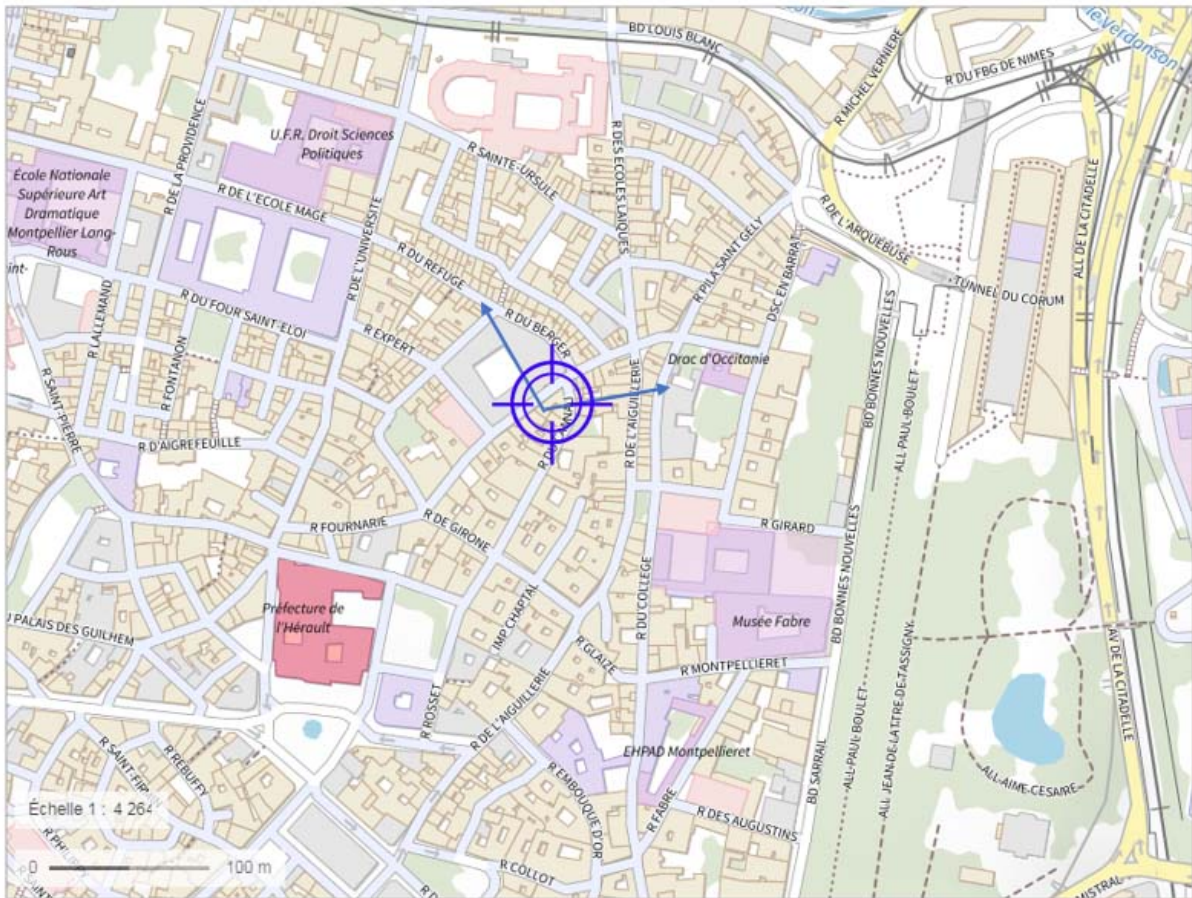 BD LOUIS BLANC
le Verdanson
R MICHEL VERNIERE
R DU FBG DE NIMES
R DE LA PROVIDENCE
U.F.R. Droit Sciences
Politiques
R SAINTE-URSULE
R DES ECOLES LAIQUES
École Nationale
Supérieure Art
Dramatique
Montpellier Lang-
Rous
R DE L'ECOLE MAGE
R DE L'UNIVERSITE
R DU REFUGE
R PILA SAINT GELY
R DE L'ARQUEBUSE
ALL DE LA CITADELLE
DSC EN BARRAT
TUNNEL DU CORUM
R LALLEMAND
R DU FOUR SAINT-ELOI
R FONTANON
R EXPERT
R DU BERGER
BD BONNES NOUVELLES
Drac d'Occitanie
R DE L'AIGUILLERIE
ALL PAUL BOULET
R SAINT-PIERRE
R D'AIGREFEUILLE
R FOURNARIE
R DE GIRONE
R GIRARD
BD BONNES NOUVELLES
Préfecture de
l'Hérault
U PALAIS DES GUILHEM
IMP CHAPTAL
R DU COLLEGE
Musée Fabre
R GLAIZE
R MONTPELLIERET
ALL JEAN DE LATTRE DE TASSIGNY
AV DE LA CITADELLE
R ROSSET
R DE L'AIGUILLERIE
ALL PAUL BOULET
EHPAD Montpellieret
R REBUFFY
R EMBOUQUE D'OR
R FABRE
BD SARRAIL
ALL AIME CESAIRE
R DES AUGUSTINS
Échelle 1 : 4 264
0 100 m
R COLLOT
MISTRAL